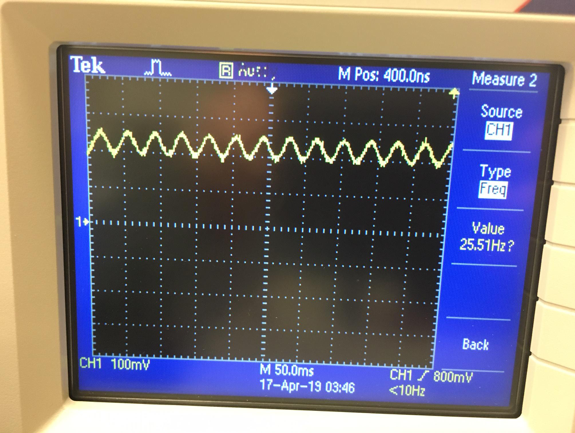 Tek
R
M Pos: 400.0ns
Measure 2
Source
CH1
Type
Freq
Value
25.51Hz?
Back
1
CH1 100mV
M 50.0ms
CH1 800mV
17-Apr-19 03:46
<10Hz